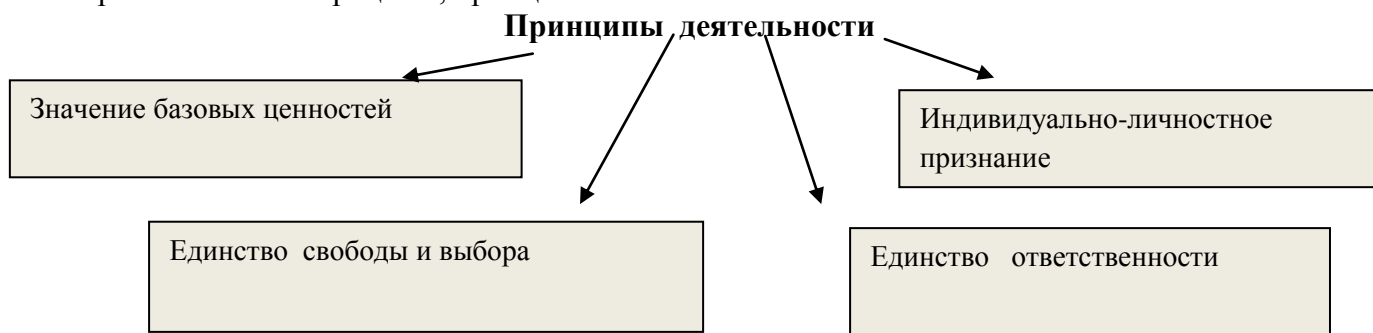 Принципы деятельности
Значение базовых ценностей
Индивидуально-личностное
признание
Единство свободы и выбора
Единство ответственности